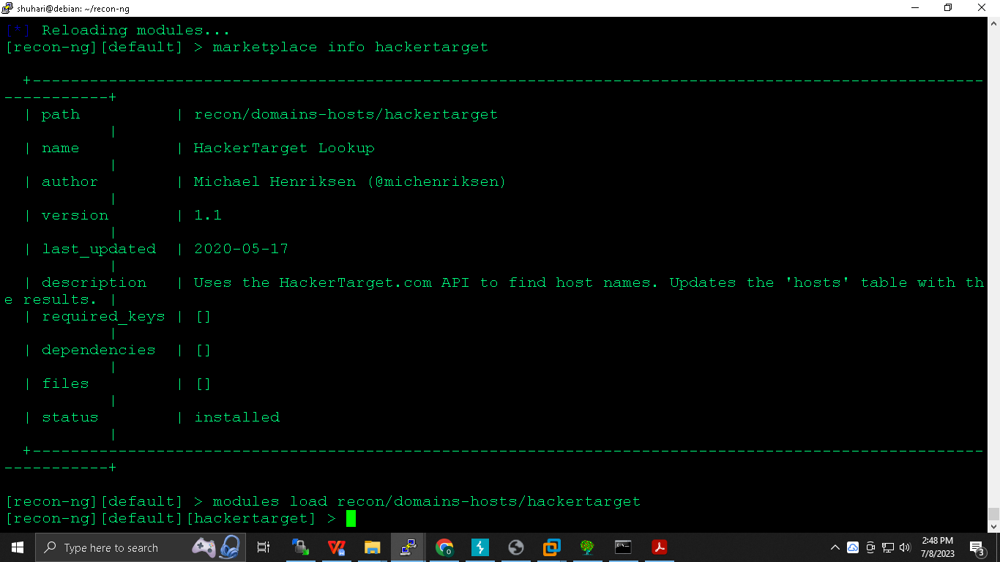 shuhari@debian: ~/recon-ng
[*] Reloading modules...
[recon-ng][default] > marketplace info hackertarget
+----------------------------------------------------------------------------------------------------
-----------+
| path | recon/domains-hosts/hackertarget
|
| name | HackerTarget Lookup
|
| author | Michael Henriksen (@michenriksen)
|
| version | 1.1
|
| last_updated | 2020-05-17
|
| description | Uses the HackerTarget.com API to find host names. Updates the 'hosts' table with th
e results. |
| required_keys | []
|
| dependencies | []
|
| files | []
|
| status | installed
|
+----------------------------------------------------------------------------------------------------
-----------+
[recon-ng][default] > modules load recon/domains-hosts/hackertarget
[recon-ng][default][hackertarget] >
Type here to search
2:48 PM
7/8/2023
3